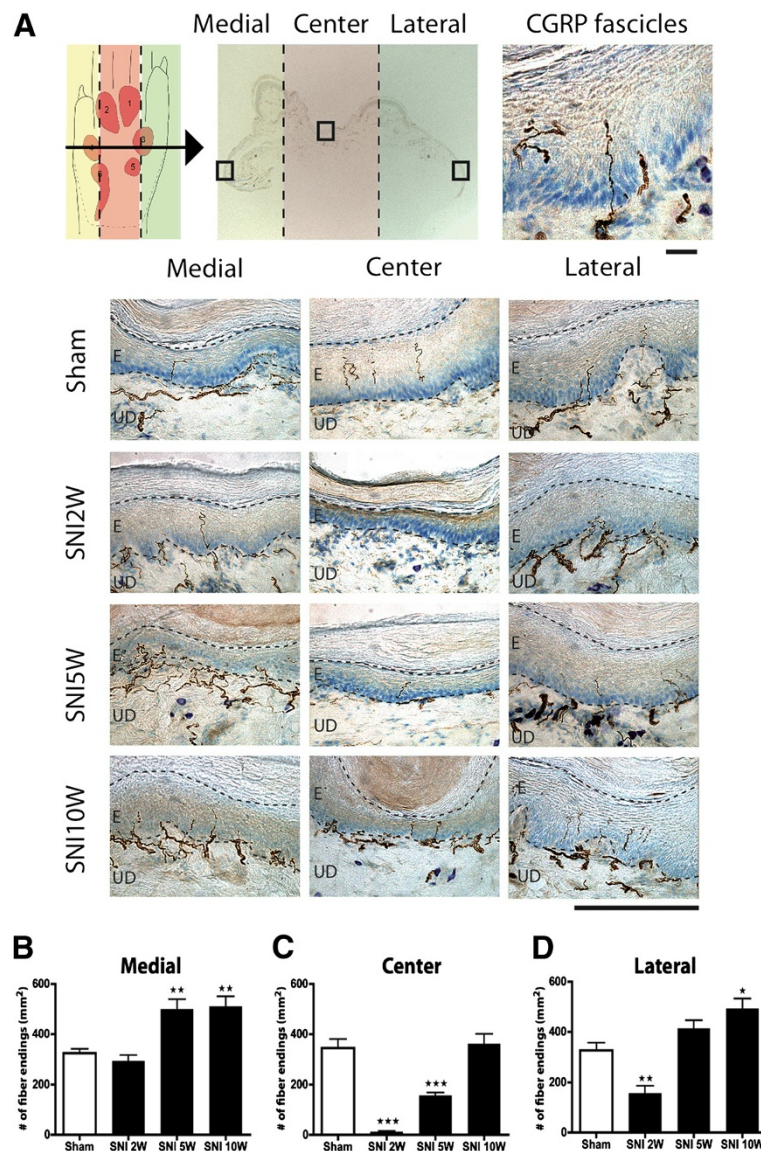 A
Medial Center Lateral CGRP fascicles
2 1
3
5
Medial Center Lateral
Sham
E E E
UD UD
SNI2W
E E E
UD UD UD
SNI5W
E E E
UD UD UD
SNI10W
E E E
UD UD UD
B C D
Medial
# of fiber endings (mm²)
600
400
200
0
Sham SNI 2W SNI 5W SNI 10W
★★ ★★
Center
# of fiber endings (mm²)
600
400
200
0
Sham SNI 2W SNI 5W SNI 10W
★★★ ★★★
Lateral
# of fiber endings (mm²)
600
400
200
0
Sham SNI 2W SNI 5W SNI 10W
★★ ★